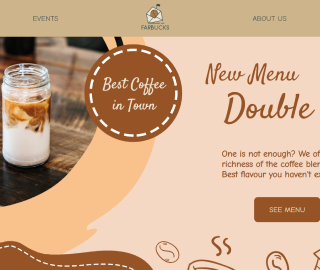 EVENTS
FARBUCKS
ABOUT US
Best Coffee
in Town
New Menu
Double
One is not enough? We of
richness of the coffee blen
Best flavour you haven't ex
SEE MENU